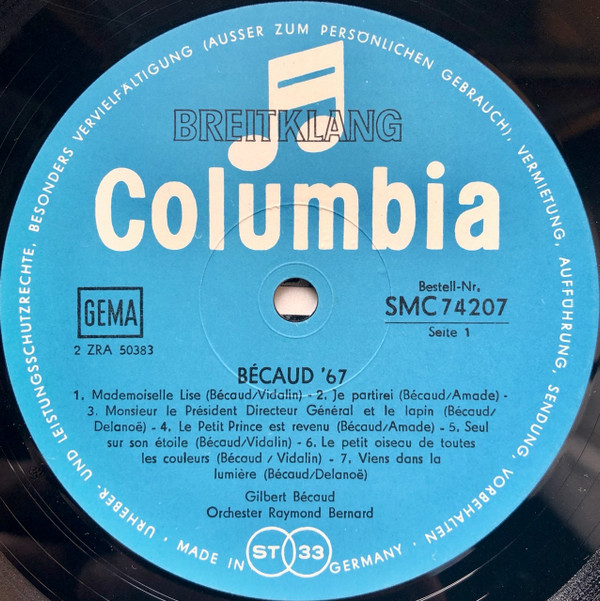 URHEBER- UND LEISTUNGSSCHUTZRECHTE, BESONDERS VERVIELFÄLTIGUNG (AUSSER ZUM PERSÖNLICHEN GEBRAUCH), VERMIETUNG, AUFFÜHRUNG, SENDUNG, VORBEHALTEN •
BREITKLANG
Columbia
GEMA
2 ZRA 50383
Bestell-Nr.
SMC 74207
Seite 1
BÉCAUD '67
1. Mademoiselle Lise (Bécaud/Vidalin) - 2. Je partirei (Bécaud/Amade) -
3. Monsieur le Président Directeur Général et le lapin (Bécaud/
Delanoë) - 4. Le Petit Prince est revenu (Bécaud/Amade) - 5. Seul
sur son étoile (Bécaud/Vidalin) - 6. Le petit oiseau de toutes
les couleurs (Bécaud / Vidalin) - 7. Viens dans la
lumière (Bécaud/Delanoë)
Gilbert Bécaud
Orchester Raymond Bernard
• MADE IN GERMANY •
ST 33